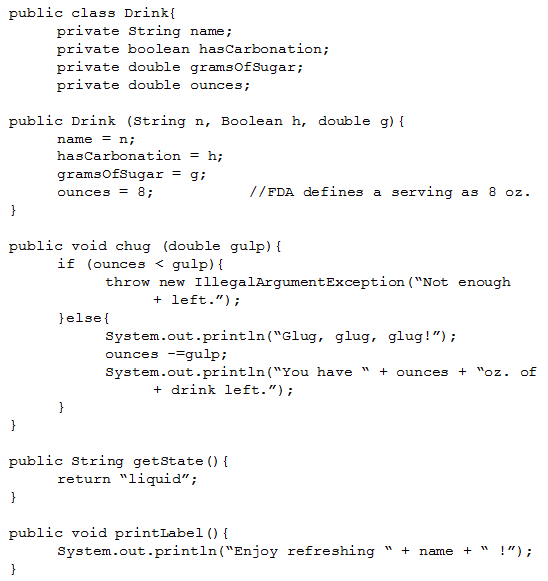 public class Drink{
private String name;
private boolean hasCarbonation;
private double gramsOfSugar;
private double ounces;
public Drink (String n, Boolean h, double g){
name = n;
hasCarbonation = h;
gramsOfSugar = g;
ounces = 8; //FDA defines a serving as 8 oz.
}
public void chug (double gulp){
if (ounces < gulp){
throw new IllegalArgumentException(“Not enough
+ left.”);
}else{
System.out.println(“Glug, glug, glug!”);
ounces -=gulp;
System.out.println(“You have “ + ounces + “oz. of
+ drink left.”);
}
}
public String getState(){
return “liquid”;
}
public void printLabel(){
System.out.println(“Enjoy refreshing “ + name + “ !”);
}